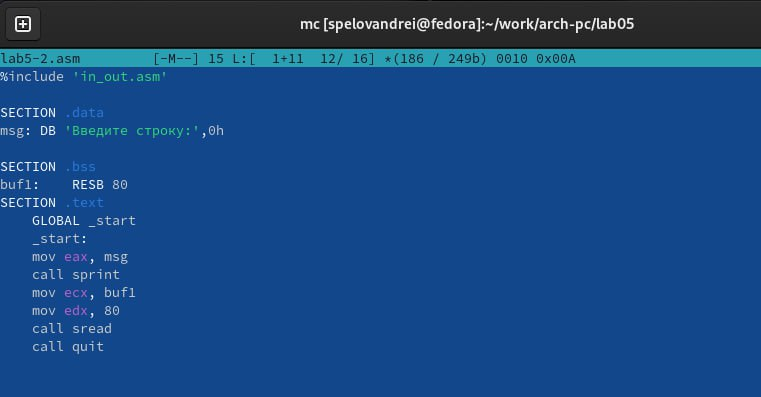 mc [spelovandrei@fedora]:~/work/arch-pc/lab05
lab5-2.asm [-M--] 15 L:[ 1+11 12/ 16] *(186 / 249b) 0010 0x00A
%include 'in_out.asm'
SECTION .data
msg: DB 'Введите строку:',0h
SECTION .bss
buf1: RESB 80
SECTION .text
GLOBAL _start
_start:
mov eax, msg
call sprint
mov ecx, buf1
mov edx, 80
call sread
call quit